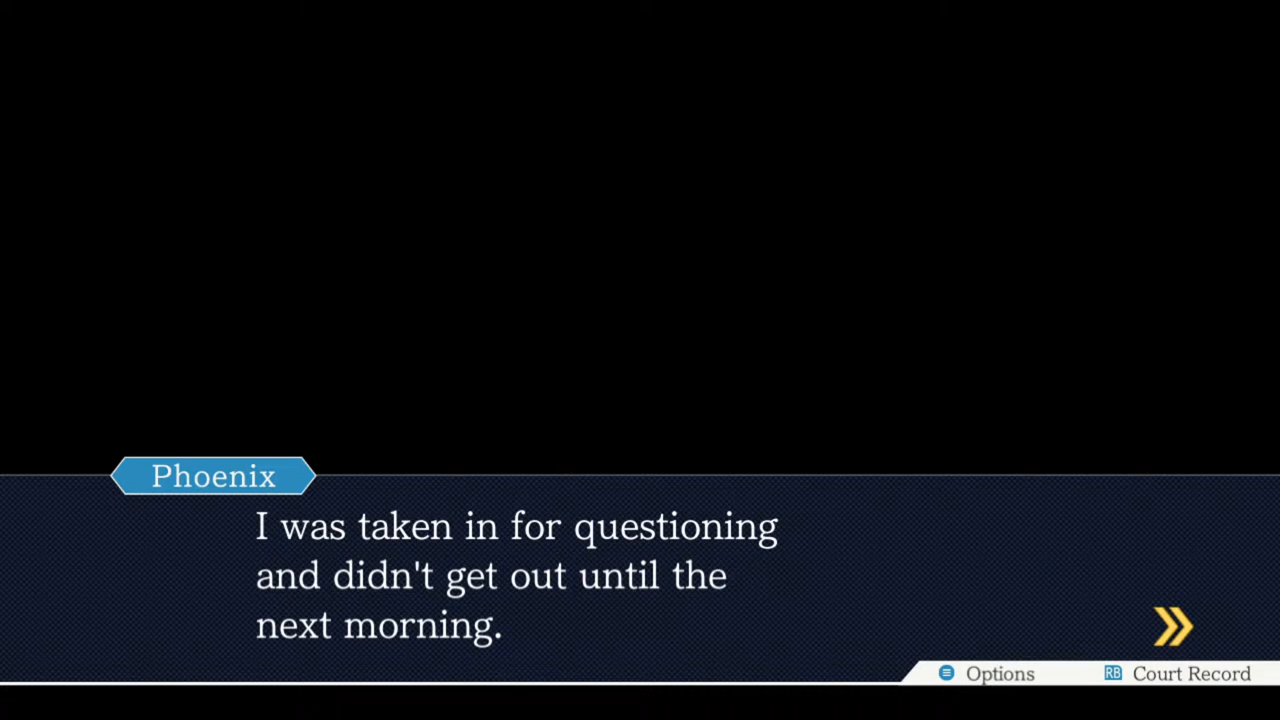 Phoenix
I was taken in for questioning
and didn't get out until the
next morning.
Options
RB Court Record